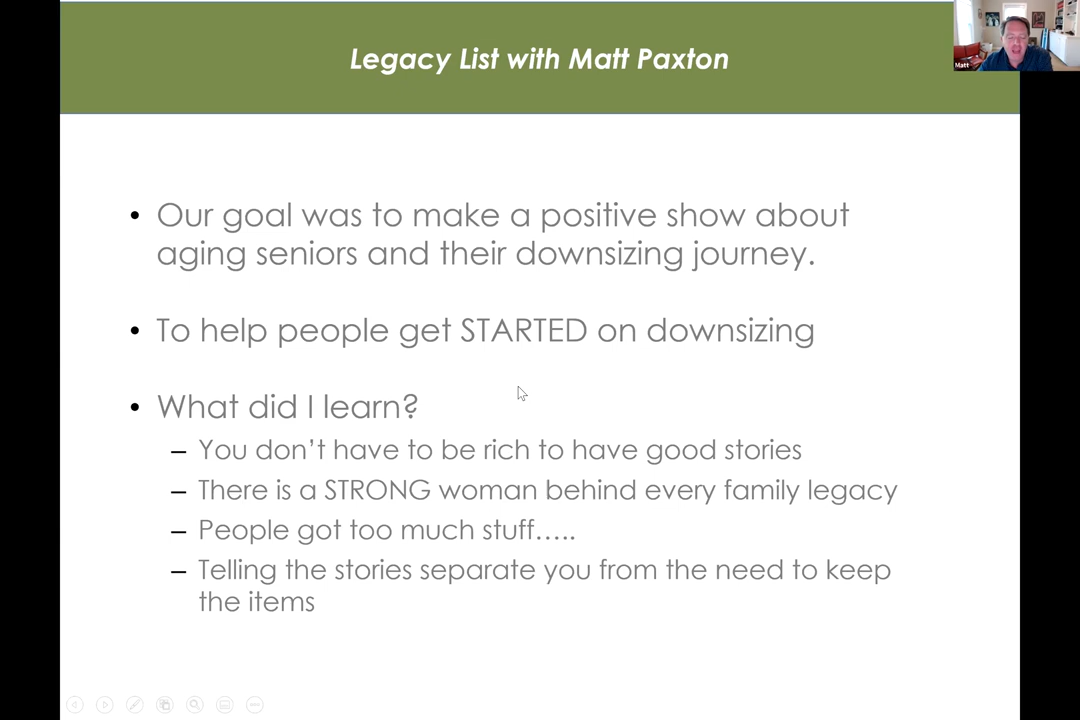 Legacy List with Matt Paxton
Matt
• Our goal was to make a positive show about
aging seniors and their downsizing journey.
• To help people get STARTED on downsizing
• What did I learn?
– You don’t have to be rich to have good stories
– There is a STRONG woman behind every family legacy
– People got too much stuff…..
– Telling the stories separate you from the need to keep
the items